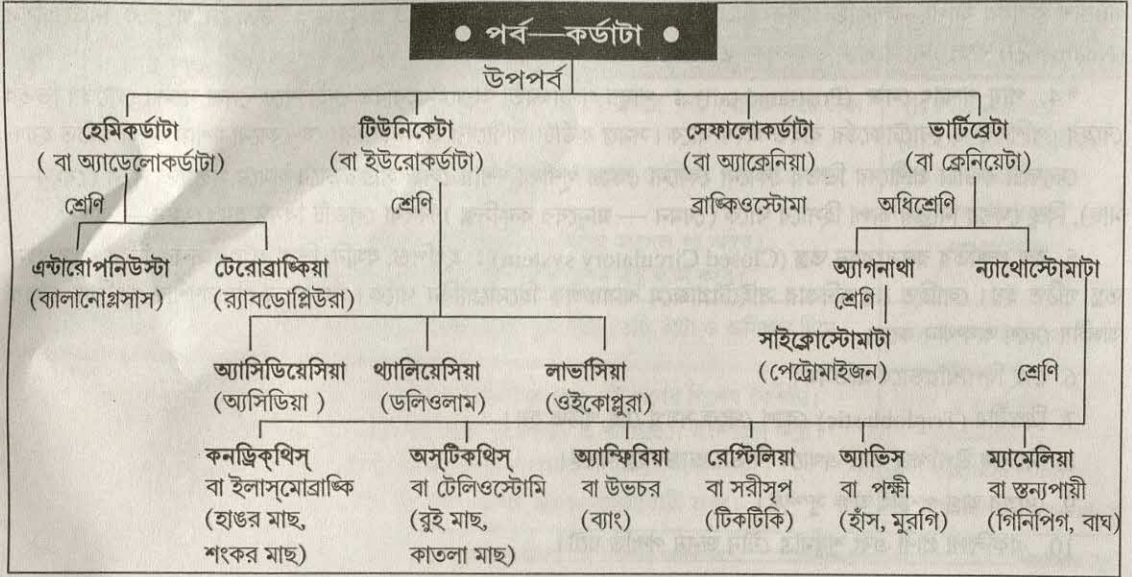 • পর্ব—কর্ডাটা •
উপপর্ব
হেমিকর্ডাটা
( বা অ্যাডেলোকর্ডাটা)
টিউনিকেটা
(বা ইউরোকর্ডাটা)
সেফালোকর্ডাটা
(বা অ্যাক্রেনিয়া)
ব্রাঙ্কিওস্টোমা
ভার্টিব্রেটা
(বা ক্রেনিয়েটা)
শ্রেণি
শ্রেণি
অধিশ্রেণি
এন্টারোপনিউস্টা
(ব্যালানোগ্লসাস)
টেরোব্রাঙ্কিয়া
(র‍্যাবডোপ্লিউরা)
অ্যাগনাথা
শ্রেণি
সাইক্লোস্টোমাটা
(পেট্রোমাইজন)
ন্যাথোস্টোমাটা
শ্রেণি
অ্যাসিডিয়েসিয়া
(অ্যসিডিয়া )
থ্যালিয়েসিয়া
(ডলিওলাম)
লার্ভাসিয়া
(ওইকোপ্লুরা)
কনড্রিক্‌থিস্
বা ইলাস্‌মোব্রাঙ্কি
(হাঙর মাছ,
শংকর মাছ)
অস্‌টিকথিস্
বা টেলিওস্টোমি
(রুই মাছ,
কাতলা মাছ)
অ্যাম্ফিবিয়া
বা উভচর
(ব্যাং)
রেপ্টিলিয়া
বা সরীসৃপ
(টিকটিকি)
অ্যাভিস
বা পক্ষী
(হাঁস, মুরগি)
ম্যামেলিয়া
বা স্তন্যপায়ী
(গিনিপিগ, বাঘ)